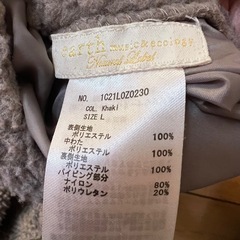 earth music&ecology
Natural Label
NO. 1C21L0Z0230
COL. Khaki
SIZE L
表側生地
ポリエステル 100%
中わた
ポリエステル 100%
裏側生地
ポリエステル 100%
パイピング部分
ナイロン 80%
ポリウレタン 20%